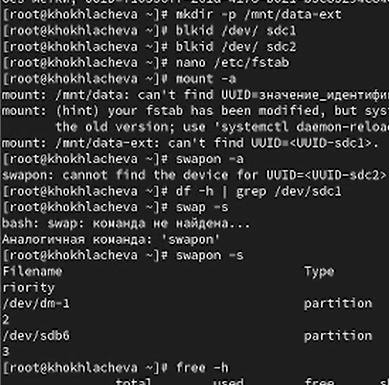 [root@khokhlacheva ~]# mkdir -p /mnt/data-ext
[root@khokhlacheva ~]# blkid /dev/ sdc1
[root@khokhlacheva ~]# blkid /dev/ sdc2
[root@khokhlacheva ~]# nano /etc/fstab
[root@khokhlacheva ~]# mount -a
mount: /mnt/data: can't find UUID=значение_идентифи
mount: (hint) your fstab has been modified, but sys
the old version; use 'systemctl daemon-reloa
mount: /mnt/data-ext: can't find UUID=<UUID-sdc1>.
[root@khokhlacheva ~]# swapon -a
swapon: cannot find the device for UUID=<UUID-sdc2>
[root@khokhlacheva ~]# df -h | grep /dev/sdc1
[root@khokhlacheva ~]# swap -s
bash: swap: команда не найдена...
Аналогичная команда: 'swapon'
[root@khokhlacheva ~]# swapon -s
Filename Type
riority
/dev/dm-1 partition
2
/dev/sdb6 partition
3
[root@khokhlacheva ~]# free -h
total used free